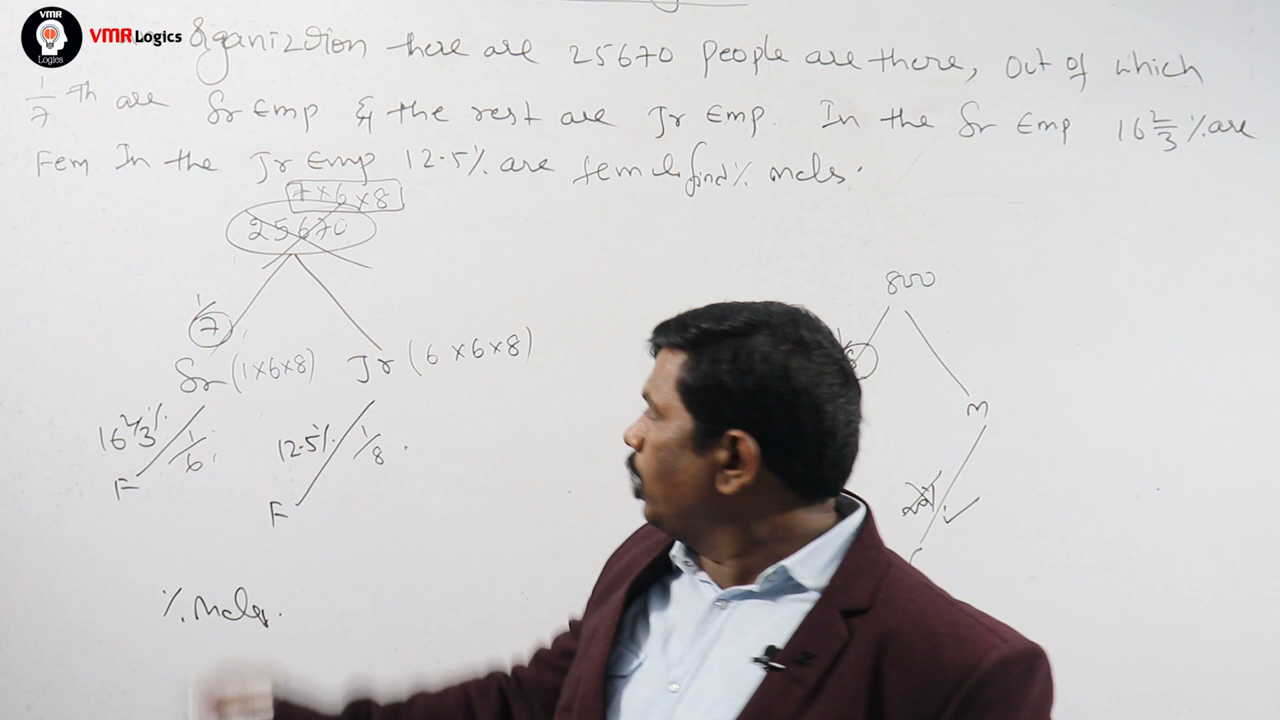 VMR
Logics
VMR Logics
Organiztion there are 25670 people are there, out of which
1/7 th are Sr Emp & the rest are Jr Emp. In the Sr Emp 16 2/3 % are
Fem In the Jr Emp 12.5% are female find % males.
7×6×8
25670
800
1/7
Sr (1×6×8) Jr (6×6×8)
m
16 2/3 % 1/6 12.5% 1/8
F
F
% males.